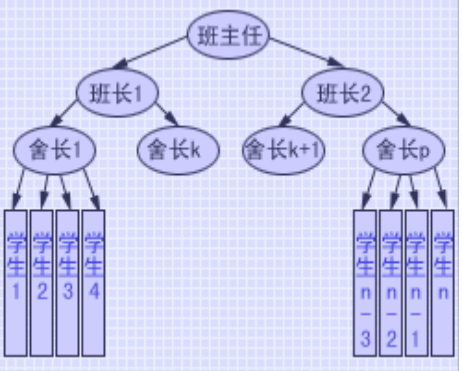 班主任
班长1
班长2
舍长1
舍长k
舍长k+1
舍长p
学生1
学生2
学生3
学生4
学生n-3
学生n-2
学生n-1
学生n